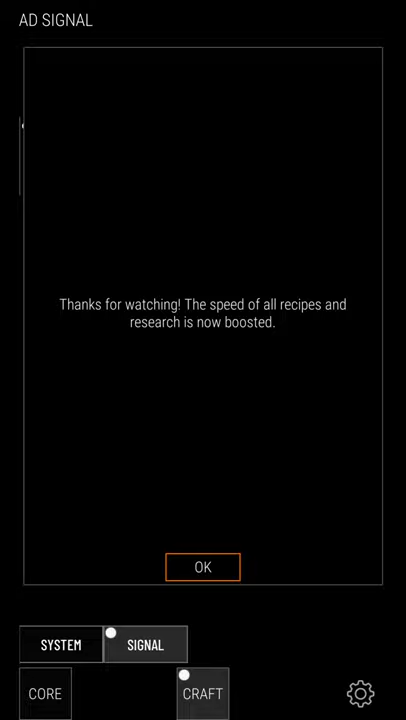 AD SIGNAL
Thanks for watching! The speed of all recipes and
research is now boosted.
OK
SYSTEM
SIGNAL
CORE
CRAFT